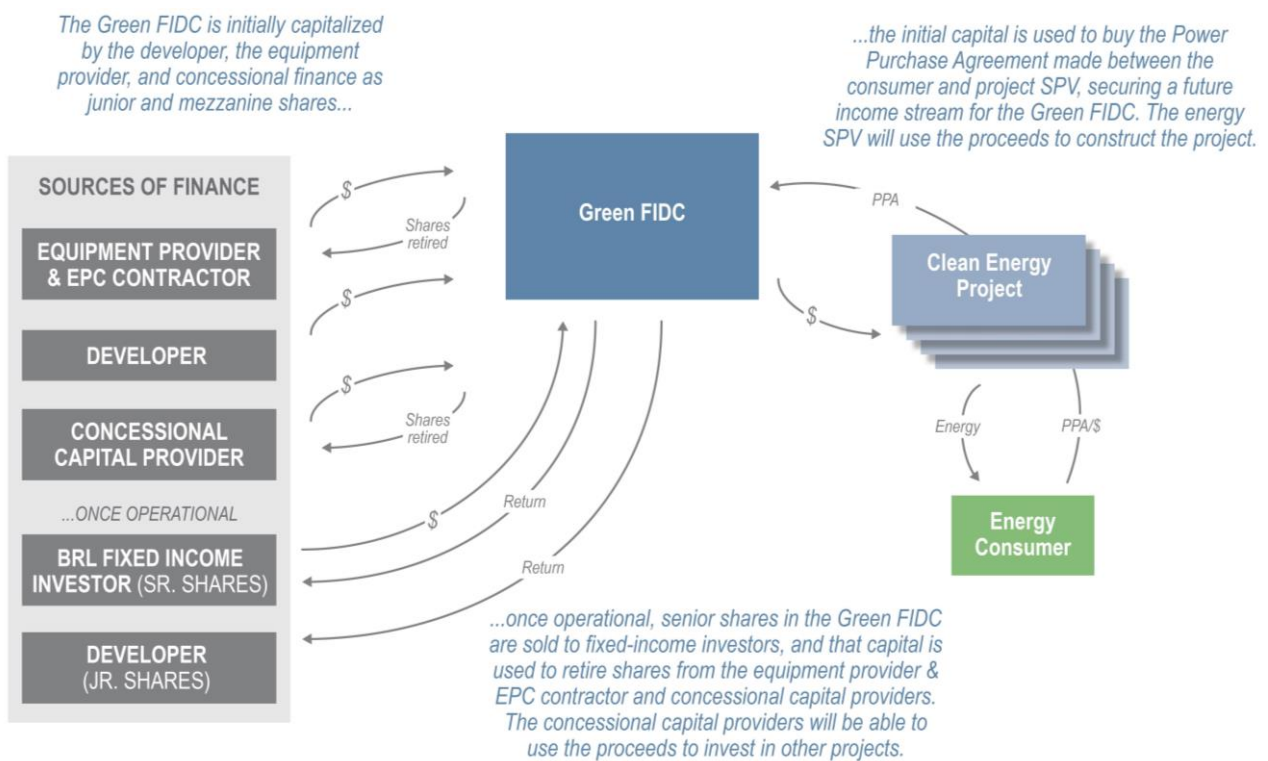 The Green FIDC is initially capitalized
by the developer, the equipment
provider, and concessional finance as
junior and mezzanine shares...
...the initial capital is used to buy the Power
Purchase Agreement made between the
consumer and project SPV, securing a future
income stream for the Green FIDC. The energy
SPV will use the proceeds to construct the project.
SOURCES OF FINANCE
EQUIPMENT PROVIDER
& EPC CONTRACTOR
DEVELOPER
CONCESSIONAL
CAPITAL PROVIDER
...ONCE OPERATIONAL
BRL FIXED INCOME
INVESTOR (SR. SHARES)
DEVELOPER
(JR. SHARES)
$
Shares
retired
$
$
Shares
retired
$
Return
Return
Green FIDC
PPA
$
Clean Energy
Project
Energy
PPA/$
Energy
Consumer
...once operational, senior shares in the Green FIDC
are sold to fixed-income investors, and that capital is
used to retire shares from the equipment provider &
EPC contractor and concessional capital providers.
The concessional capital providers will be able to
use the proceeds to invest in other projects.